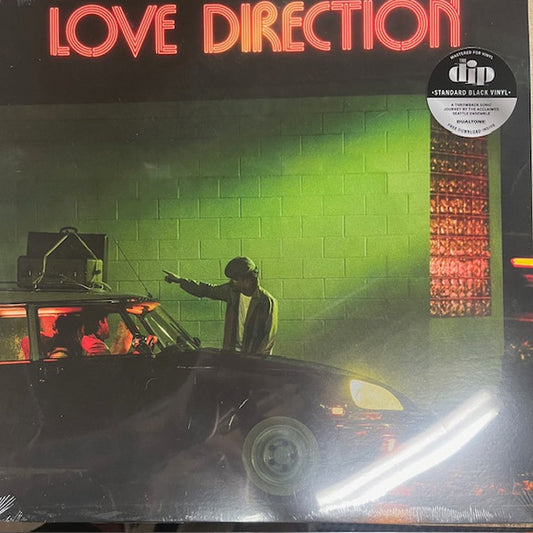 LOVE DIRECTION
MASTERED FOR VINYL
THE
dip
•STANDARD BLACK VINYL•
A THROWBACK SONIC
JOURNEY BY THE ACCLAIMED
SEATTLE ENSEMBLE
DUALTONE
FREE DOWNLOAD INSIDE